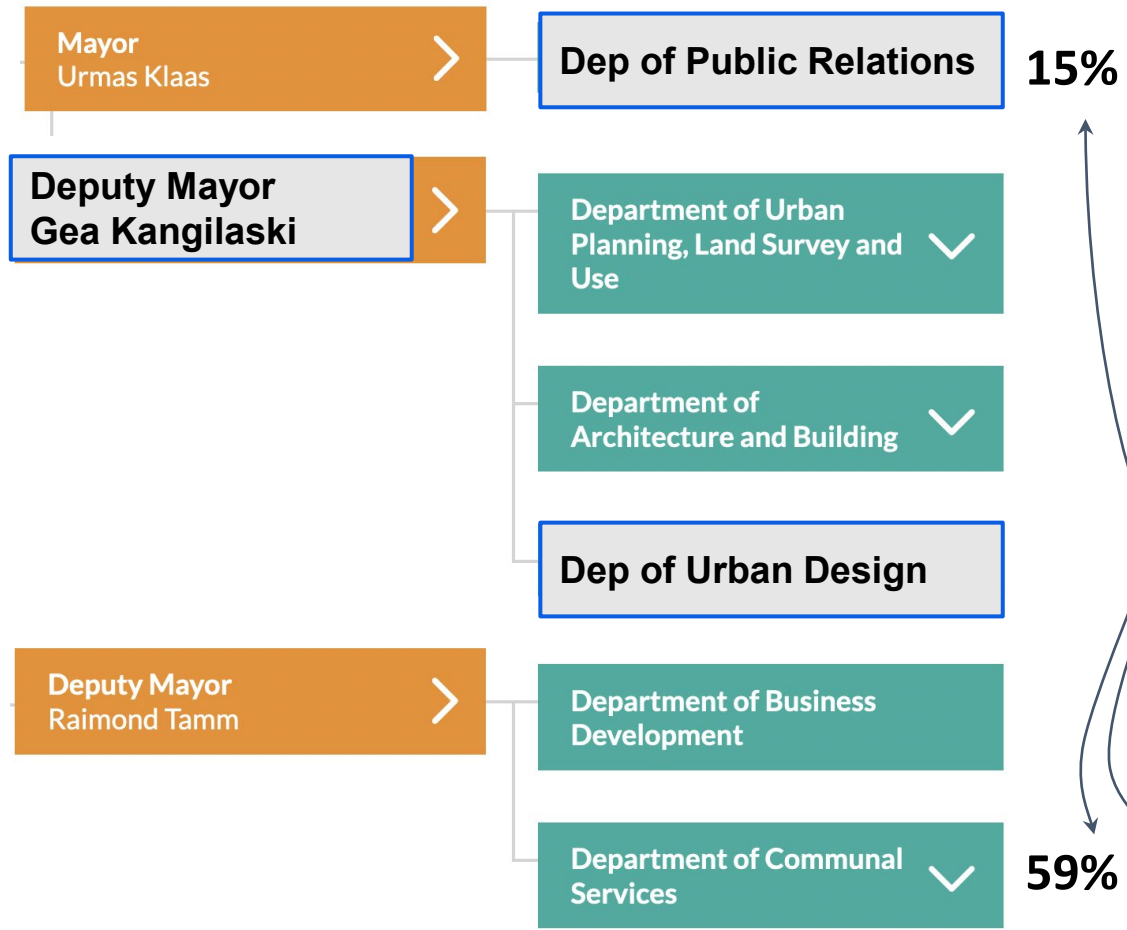 Mayor
Urmas Klaas
Dep of Public Relations
15%
Deputy Mayor
Gea Kangilaski
Department of Urban
Planning, Land Survey and
Use
Department of
Architecture and Building
Dep of Urban Design
Deputy Mayor
Raimond Tamm
Department of Business
Development
Department of Communal
Services
59%